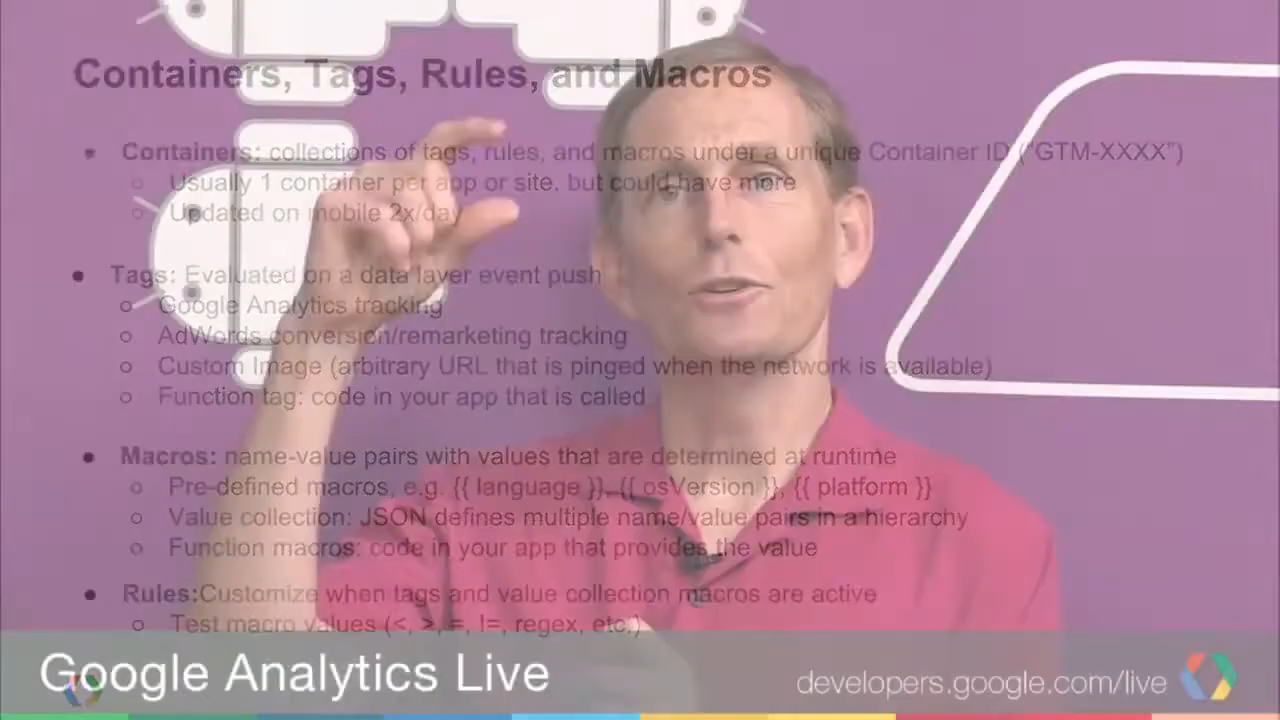 Containers, Tags, Rules, and Macros
● Containers: collections of tags, rules, and macros under a unique Container ID ("GTM-XXXX")
○ Usually 1 container per app or site, but could have more
○ Updated on mobile 2x/day
● Tags: Evaluated on a data layer event push
○ Google Analytics tracking
○ AdWords conversion/remarketing tracking
○ Custom Image (arbitrary URL that is pinged when the network is available)
○ Function tag: code in your app that is called
● Macros: name-value pairs with values that are determined at runtime
○ Pre-defined macros, e.g. {{ language }}, {{ osVersion }}, {{ platform }}
○ Value collection: JSON defines multiple name/value pairs in a hierarchy
○ Function macros: code in your app that provides the value
● Rules:Customize when tags and value collection macros are active
○ Test macro values (<, >, =, !=, regex, etc.)
Google Analytics Live
developers.google.com/live